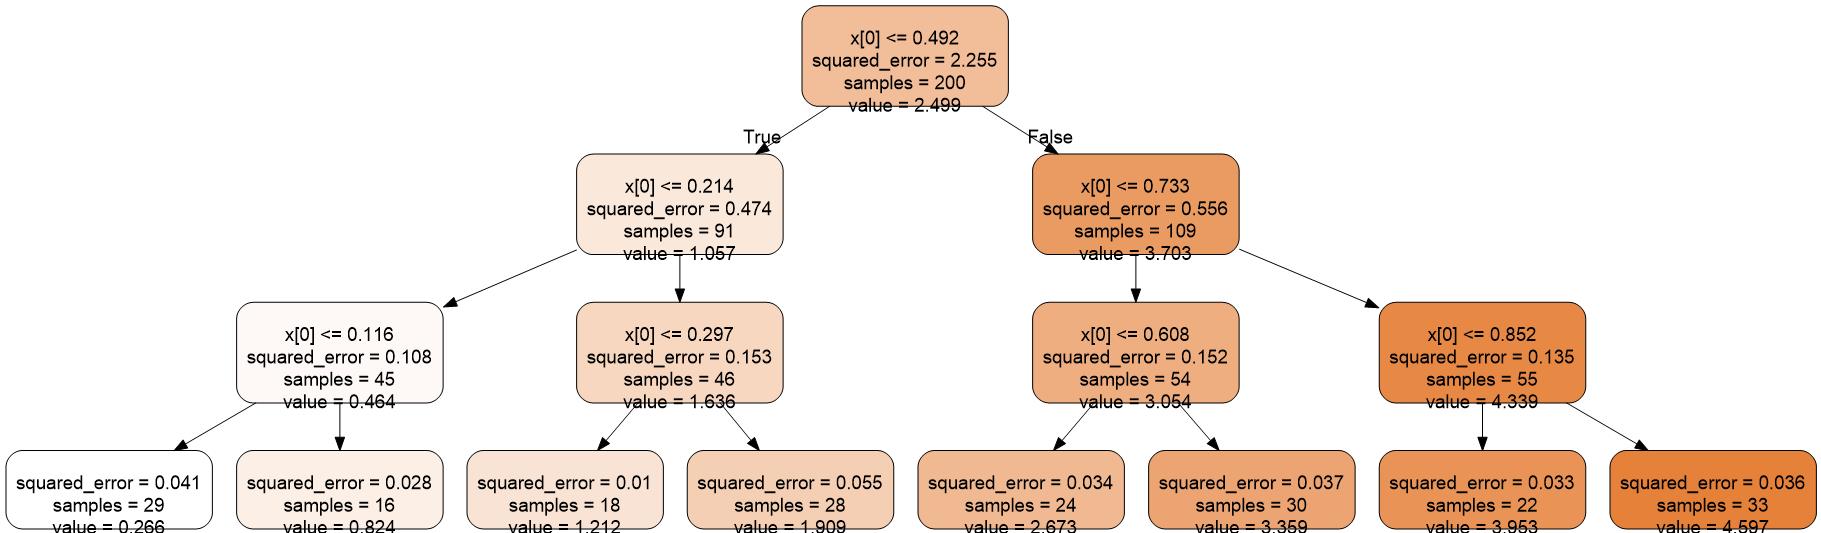 x[0] <= 0.492
squared_error = 2.255
samples = 200
value = 2.499
True
False
x[0] <= 0.214
squared_error = 0.474
samples = 91
value = 1.057
x[0] <= 0.733
squared_error = 0.556
samples = 109
value = 3.703
x[0] <= 0.116
squared_error = 0.108
samples = 45
value = 0.464
x[0] <= 0.297
squared_error = 0.153
samples = 46
value = 1.636
x[0] <= 0.608
squared_error = 0.152
samples = 54
value = 3.054
x[0] <= 0.852
squared_error = 0.135
samples = 55
value = 4.339
squared_error = 0.041
samples = 29
value = 0.266
squared_error = 0.028
samples = 16
value = 0.824
squared_error = 0.01
samples = 18
value = 1.212
squared_error = 0.055
samples = 28
value = 1.909
squared_error = 0.034
samples = 24
value = 2.673
squared_error = 0.037
samples = 30
value = 3.359
squared_error = 0.033
samples = 22
value = 3.953
squared_error = 0.036
samples = 33
value = 4.597